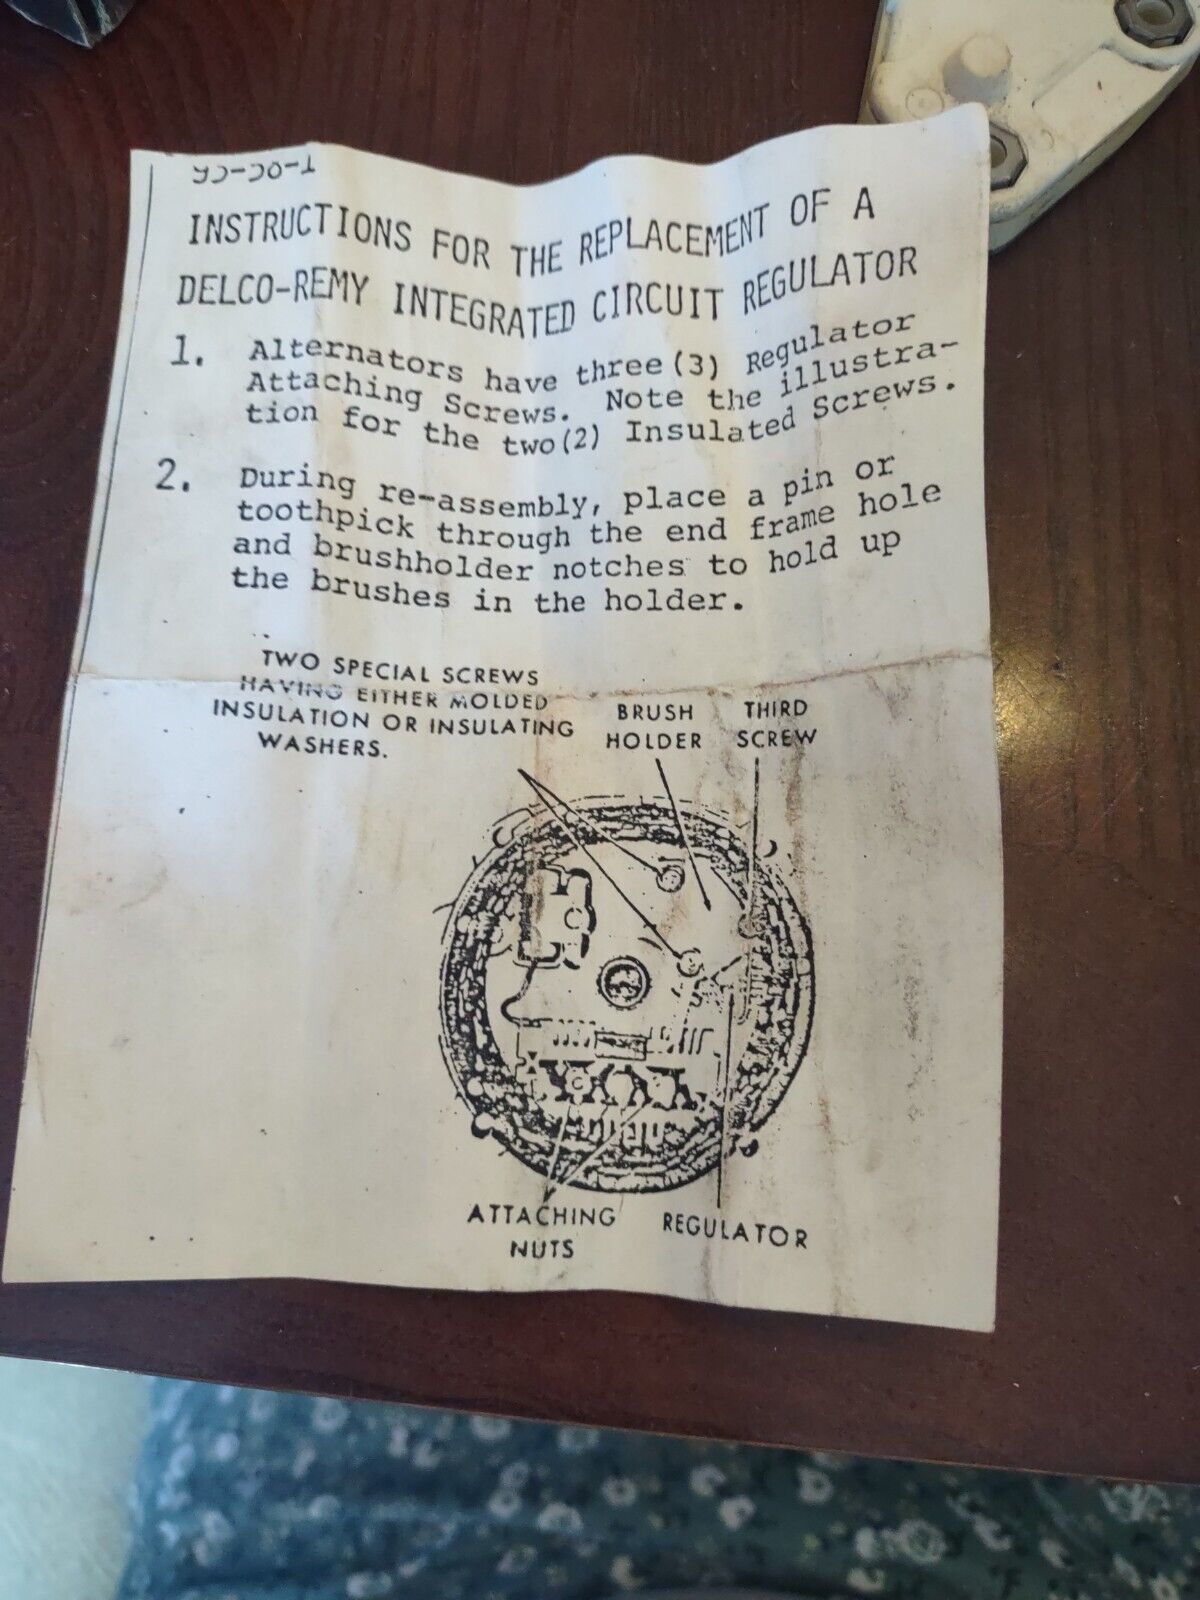 INSTRUCTIONS FOR THE REPLACEMENT OF A
DELCO-REMY INTEGRATED CIRCUIT REGULATOR
1. Alternators have three (3) Regulator
Attaching Screws. Note the illustra-
tion for the two (2) Insulated Screws.
2. During re-assembly, place a pin or
toothpick through the end frame hole
and brushholder notches to hold up
the brushes in the holder.
TWO SPECIAL SCREWS
HAVING EITHER MOLDED
INSULATION OR INSULATING
WASHERS.
BRUSH
HOLDER
THIRD
SCREW
ATTACHING
NUTS
REGULATOR